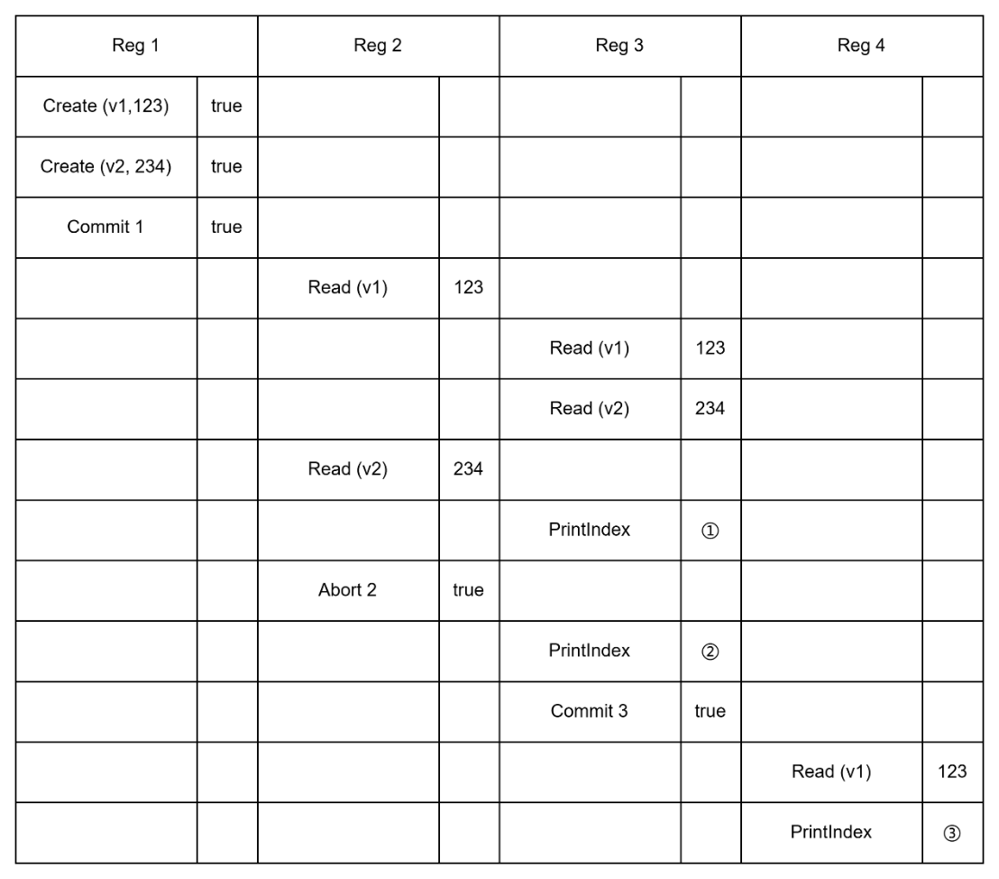 Reg 1 Reg 2 Reg 3 Reg 4
Create (v1,123) true
Create (v2, 234) true
Commit 1 true
Read (v1) 123
Read (v1) 123
Read (v2) 234
Read (v2) 234
PrintIndex ①
Abort 2 true
PrintIndex ②
Commit 3 true
Read (v1) 123
PrintIndex ③